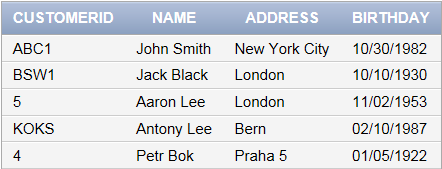 CUSTOMERID NAME ADDRESS BIRTHDAY
ABC1 John Smith New York City 10/30/1982
BSW1 Jack Black London 10/10/1930
5 Aaron Lee London 11/02/1953
KOKS Antony Lee Bern 02/10/1987
4 Petr Bok Praha 5 01/05/1922